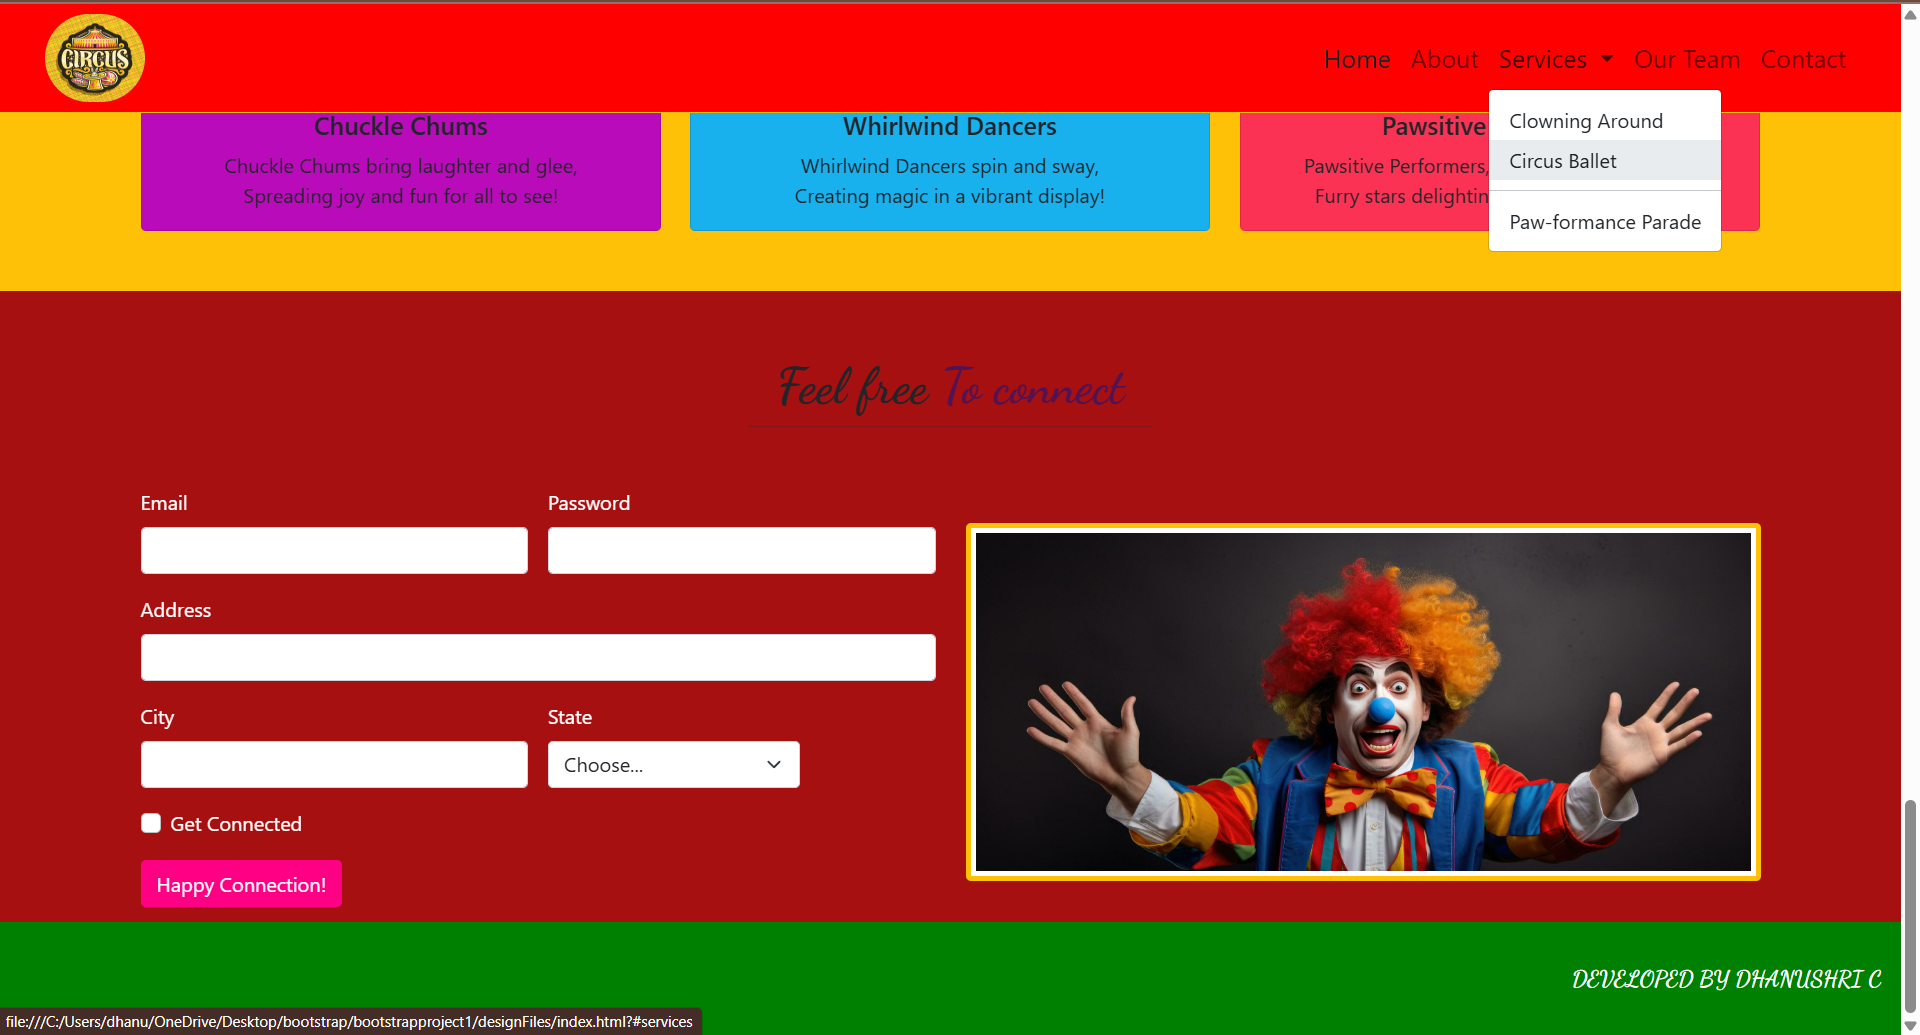 CIRCUS
Home About Services Our Team Contact
Clowning Around
Circus Ballet
Paw-formance Parade
Chuckle Chums
Chuckle Chums bring laughter and glee,
Spreading joy and fun for all to see!
Whirlwind Dancers
Whirlwind Dancers spin and sway,
Creating magic in a vibrant display!
Pawsitive
Pawsitive Performers,
Furry stars delightin
Feel free To connect
Email
Password
Address
City
State
Choose...
Get Connected
Happy Connection!
DEVELOPED BY DHANUSHRI C
file:///C:/Users/dhanu/OneDrive/Desktop/bootstrap/bootstrapproject1/designFiles/index.html?#services